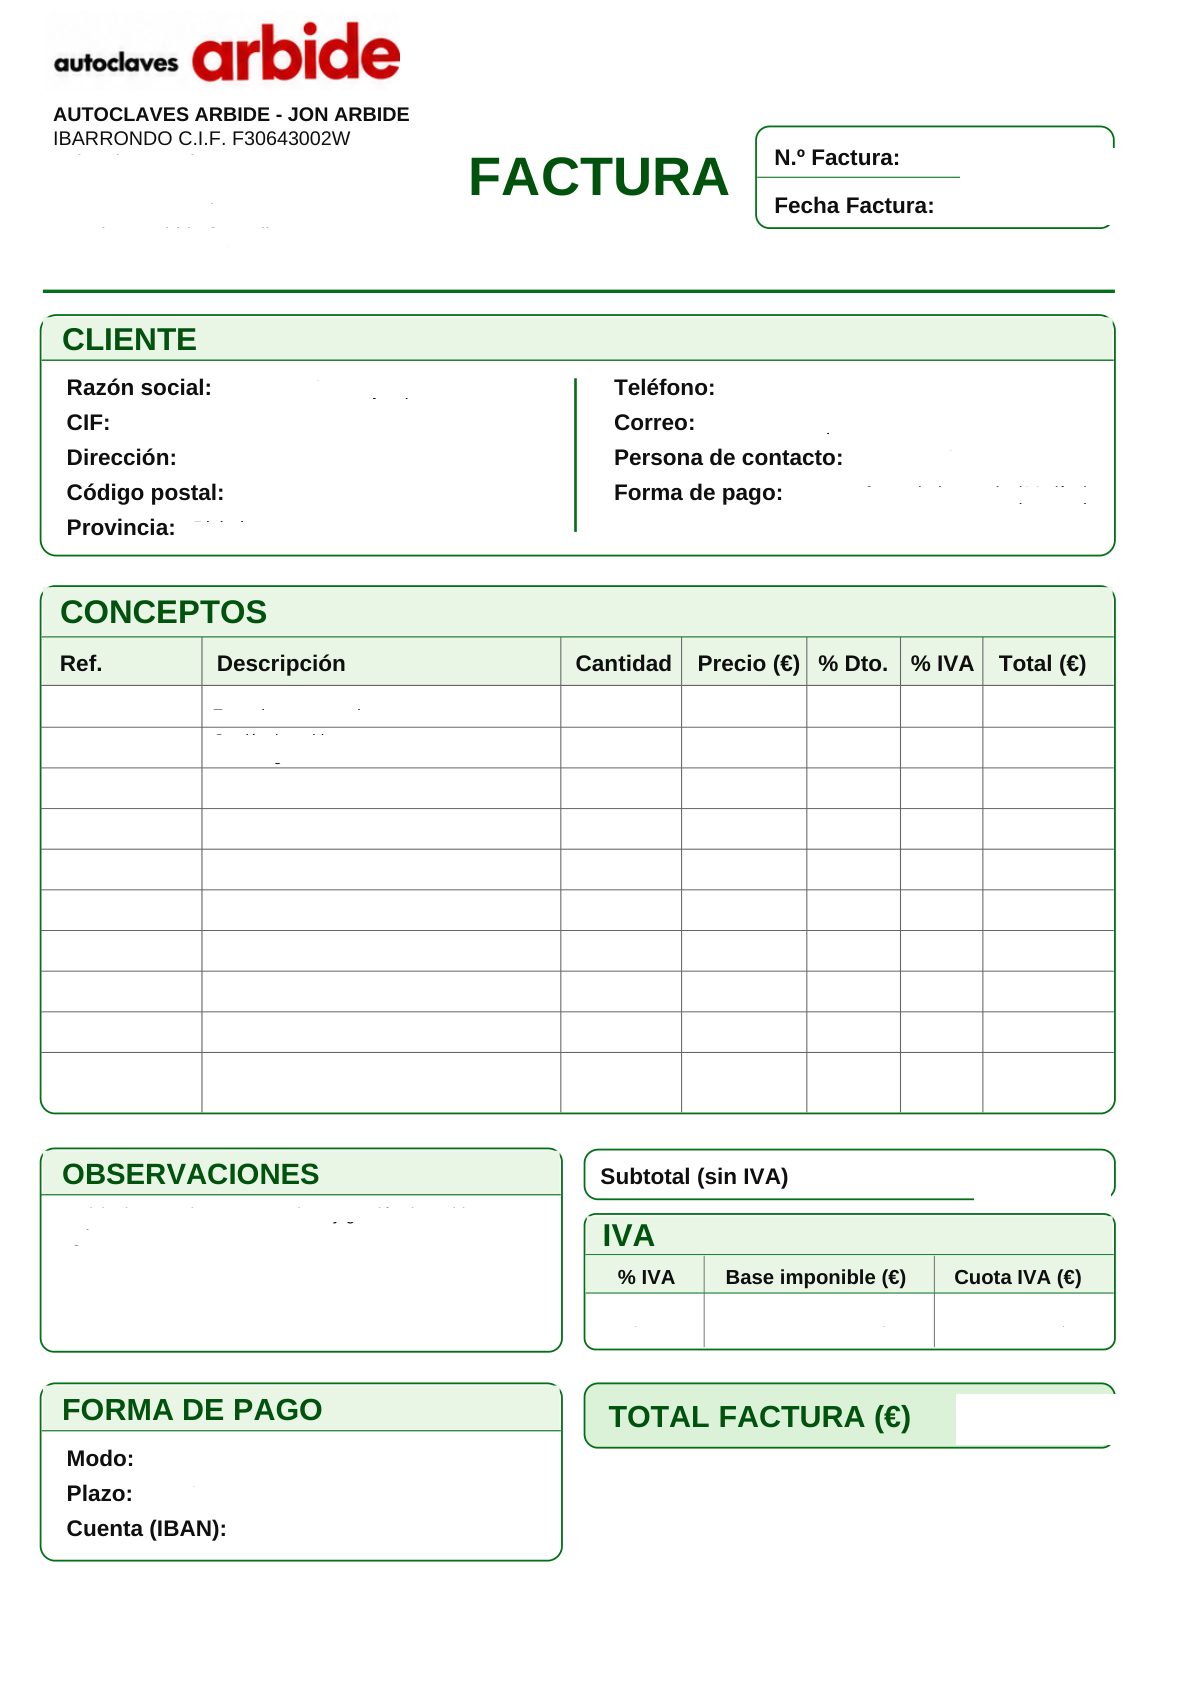 autoclaves arbide
AUTOCLAVES ARBIDE - JON ARBIDE
IBARRONDO C.I.F. F30643002W
FACTURA
N.º Factura:
Fecha Factura:
CLIENTE
Razón social:
CIF:
Dirección:
Código postal:
Provincia:
Teléfono:
Correo:
Persona de contacto:
Forma de pago:
CONCEPTOS
Ref. Descripción Cantidad Precio (€) % Dto. % IVA Total (€)
OBSERVACIONES
Subtotal (sin IVA)
IVA
% IVA Base imponible (€) Cuota IVA (€)
FORMA DE PAGO
Modo:
Plazo:
Cuenta (IBAN):
TOTAL FACTURA (€)